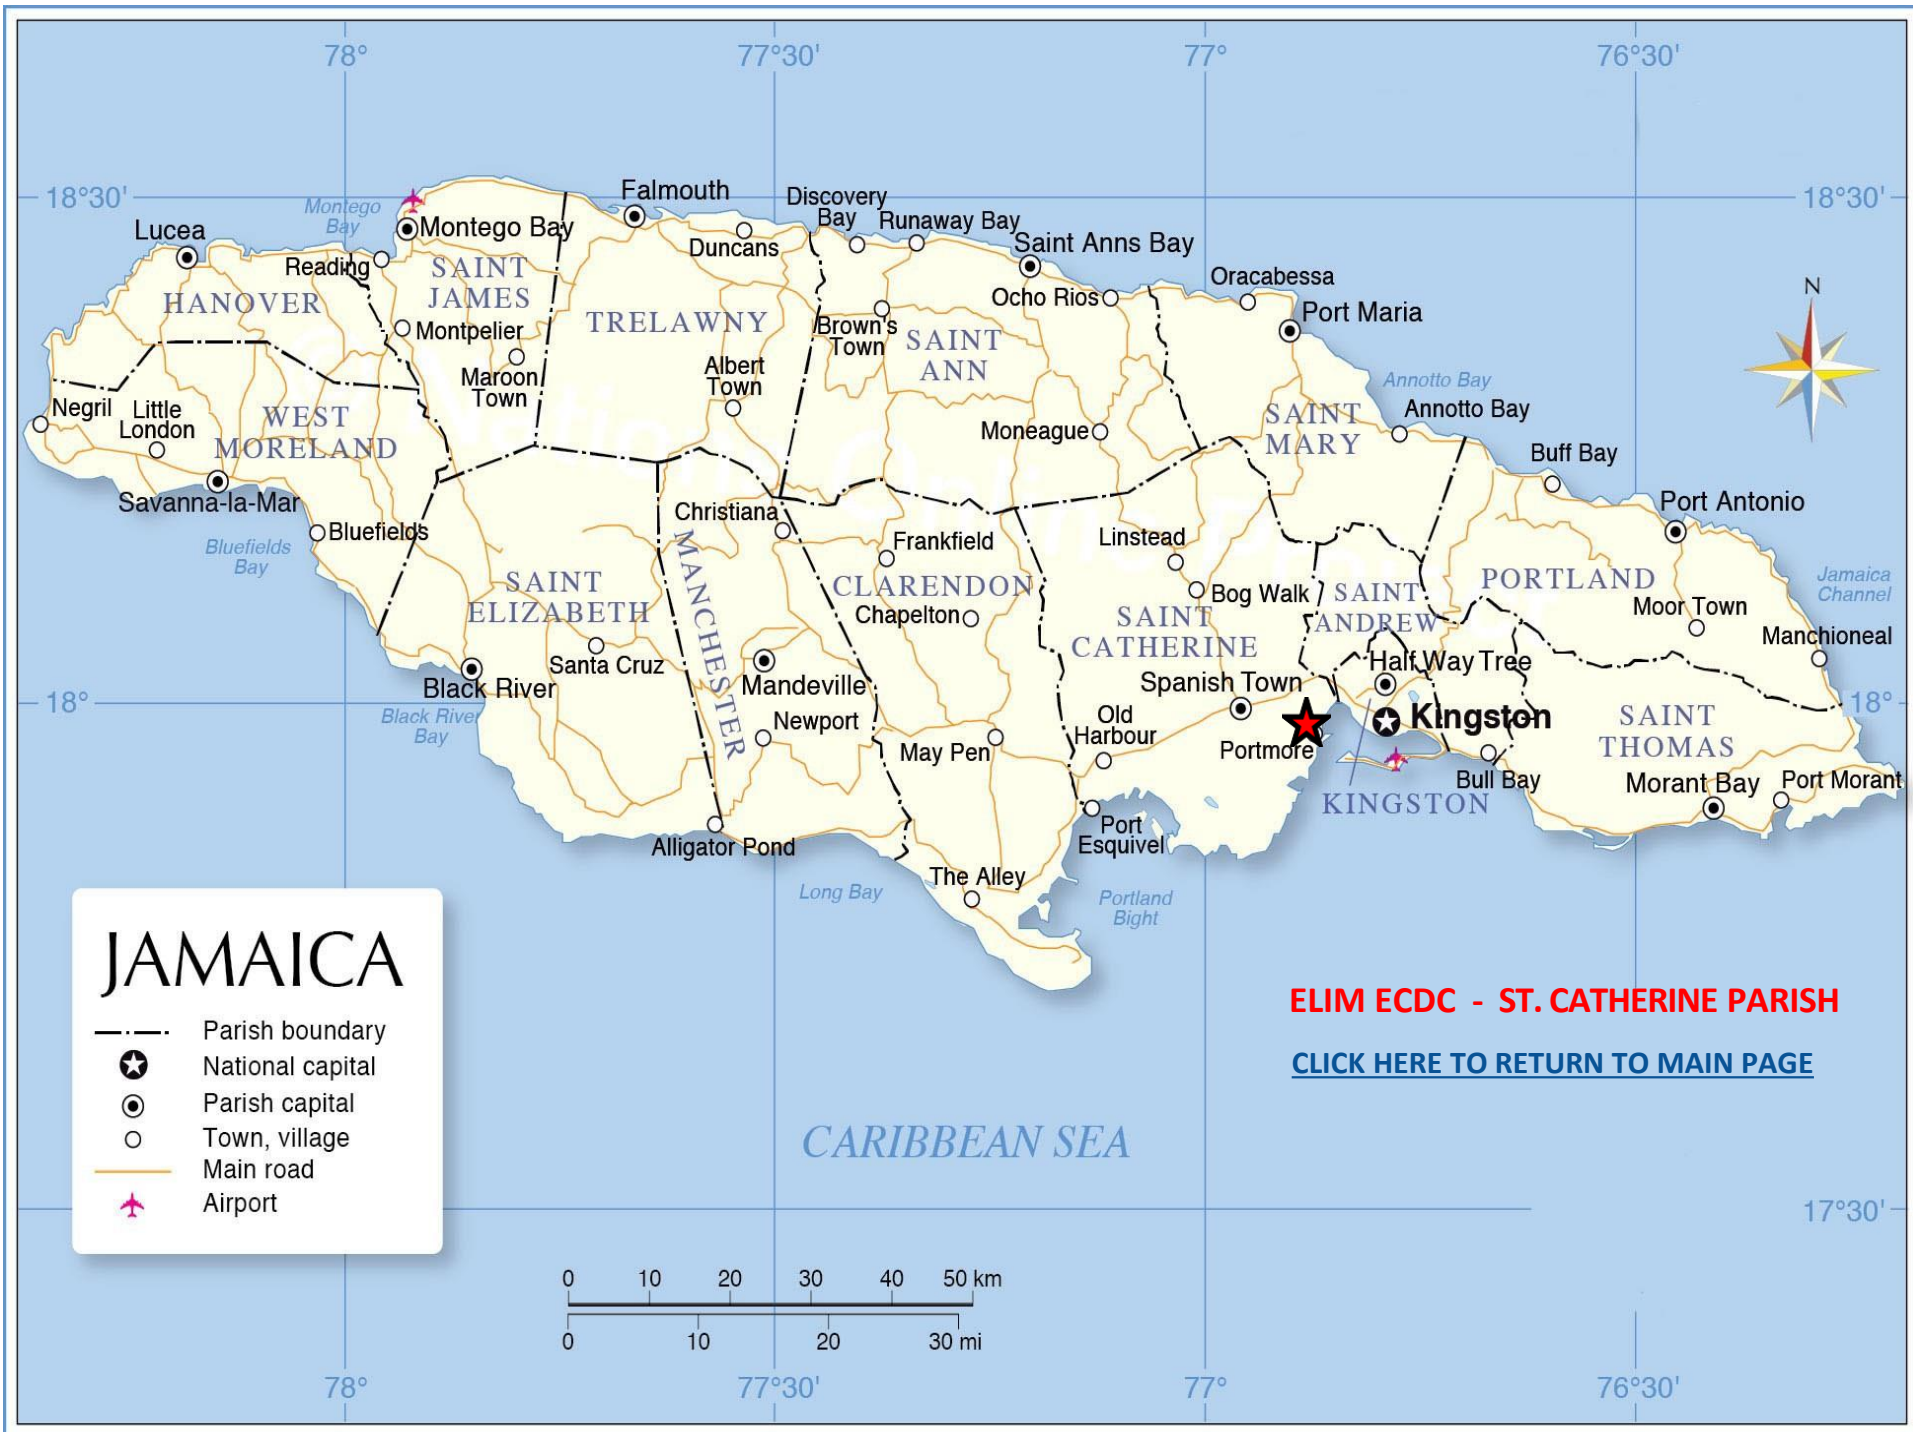 78°
77°30'
77°
76°30'
18°30'
18°30'
Montego
Bay
Lucea
Montego Bay
Falmouth
Discovery
Bay
Runaway Bay
Saint Anns Bay
Duncans
Reading
SAINT
JAMES
HANOVER
Oracabessa
Ocho Rios
Port Maria
N
Montpelier
TRELAWNY
Brown's
Town
SAINT
ANN
Maroon
Town
Albert
Town
Annotto Bay
Annotto Bay
Negril
Little
London
WEST
MORELAND
Moneague
SAINT
MARY
Buff Bay
Savanna-la-Mar
Port Antonio
Christiana
Bluefields
Bluefields
Bay
Frankfield
Linstead
MANCHESTER
SAINT
ELIZABETH
CLARENDON
Chapelton
Bog Walk
SAINT
ANDREW
PORTLAND
Jamaica
Channel
Moor Town
Manchioneal
SAINT
CATHERINE
Santa Cruz
Half Way Tree
Black River
Mandeville
Spanish Town
18°
18°
Black River
Bay
Newport
Old
Harbour
Kingston
SAINT
THOMAS
May Pen
Portmore
Bull Bay
Morant Bay
Port Morant
KINGSTON
Port
Esquivel
Alligator Pond
The Alley
Long Bay
Portland
Bight
© Nations Online Project
JAMAICA
Parish boundary
National capital
Parish capital
Town, village
Main road
Airport
ELIM ECDC - ST. CATHERINE PARISH
CLICK HERE TO RETURN TO MAIN PAGE
CARIBBEAN SEA
17°30'
0 10 20 30 40 50 km
0 10 20 30 mi
78°
77°30'
77°
76°30'